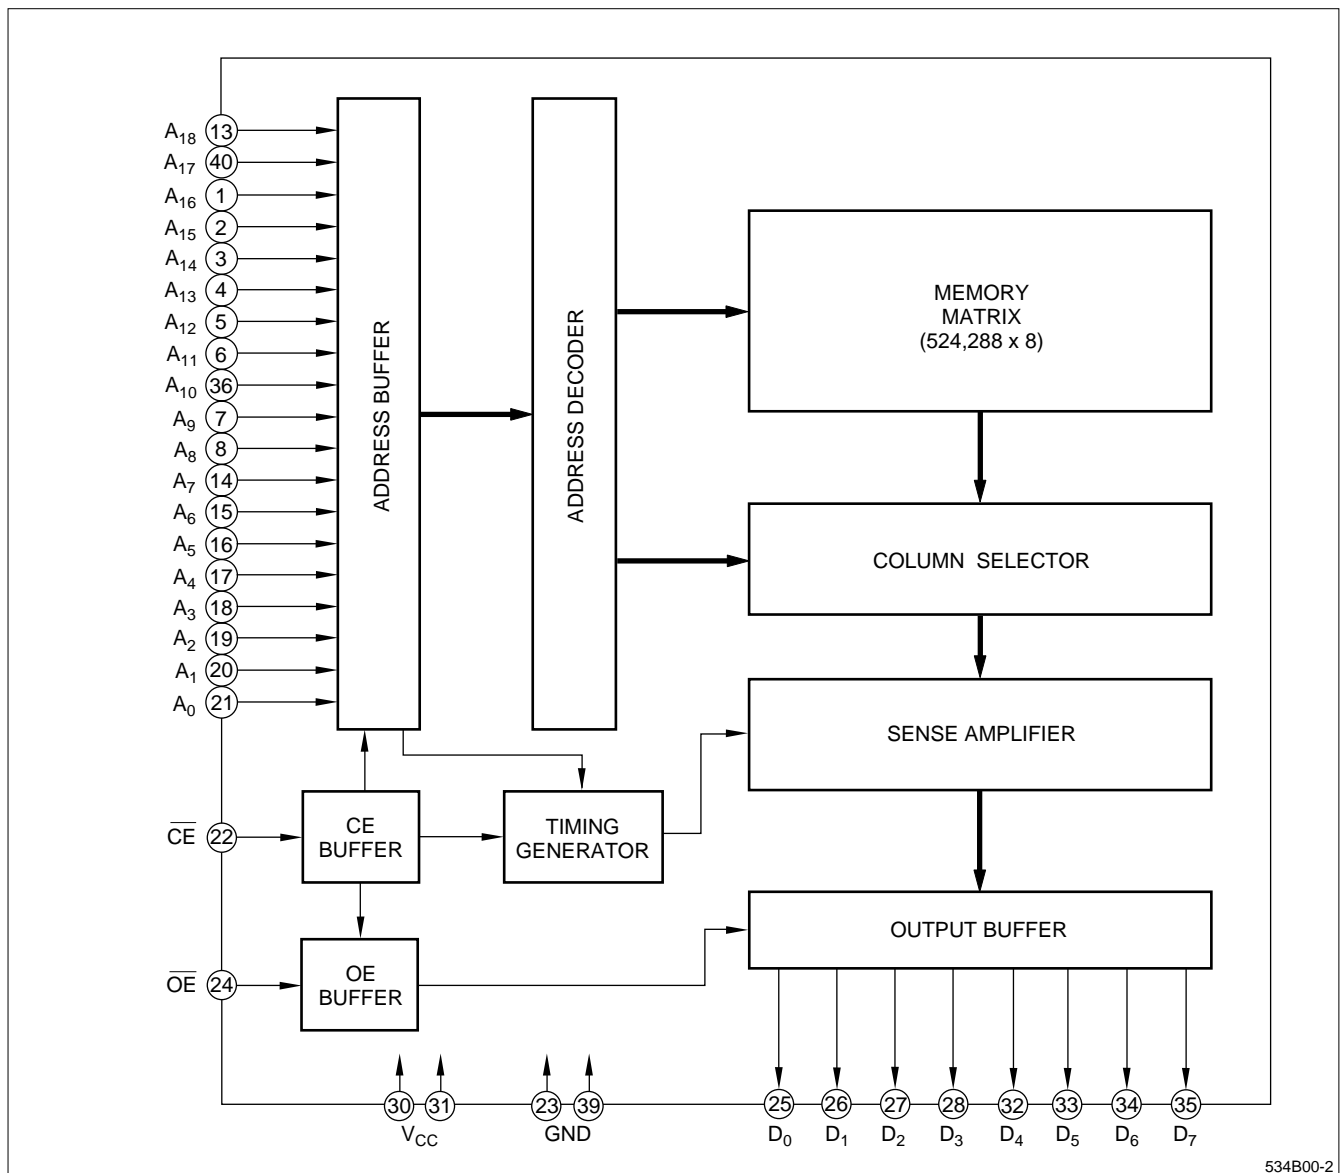 A18 13
A17 40
A16 1
A15 2
A14 3
A13 4
A12 5
A11 6
A10 36
A9 7
A8 8
A7 14
A6 15
A5 16
A4 17
A3 18
A2 19
A1 20
A0 21
ADDRESS BUFFER
ADDRESS DECODER
MEMORY
MATRIX
(524,288 x 8)
COLUMN SELECTOR
SENSE AMPLIFIER
CE 22
CE
BUFFER
TIMING
GENERATOR
OUTPUT BUFFER
OE 24
OE
BUFFER
30 31 23 39 25 26 27 28 32 33 34 35
VCC GND D0 D1 D2 D3 D4 D5 D6 D7
534B00-2